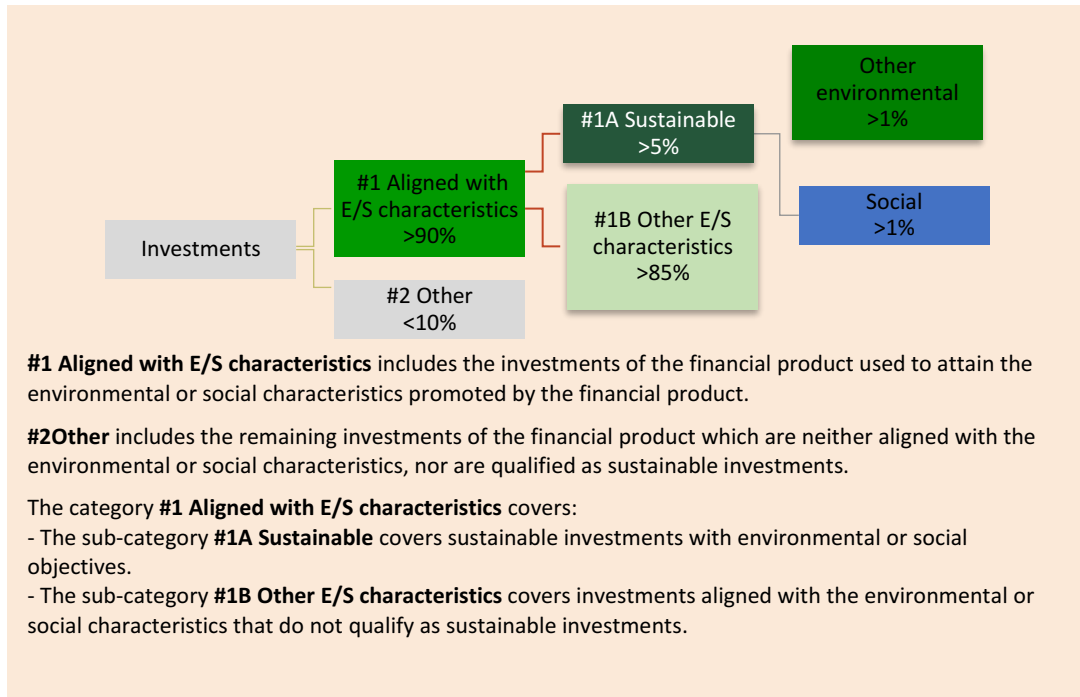 Other
environmental
>1%
#1A Sustainable
>5%
#1 Aligned with
E/S characteristics
>90%
Social
>1%
#1B Other E/S
characteristics
>85%
Investments
#2 Other
<10%
#1 Aligned with E/S characteristics includes the investments of the financial product used to attain the
environmental or social characteristics promoted by the financial product.
#2Other includes the remaining investments of the financial product which are neither aligned with the
environmental or social characteristics, nor are qualified as sustainable investments.
The category #1 Aligned with E/S characteristics covers:
- The sub-category #1A Sustainable covers sustainable investments with environmental or social
objectives.
- The sub-category #1B Other E/S characteristics covers investments aligned with the environmental or
social characteristics that do not qualify as sustainable investments.